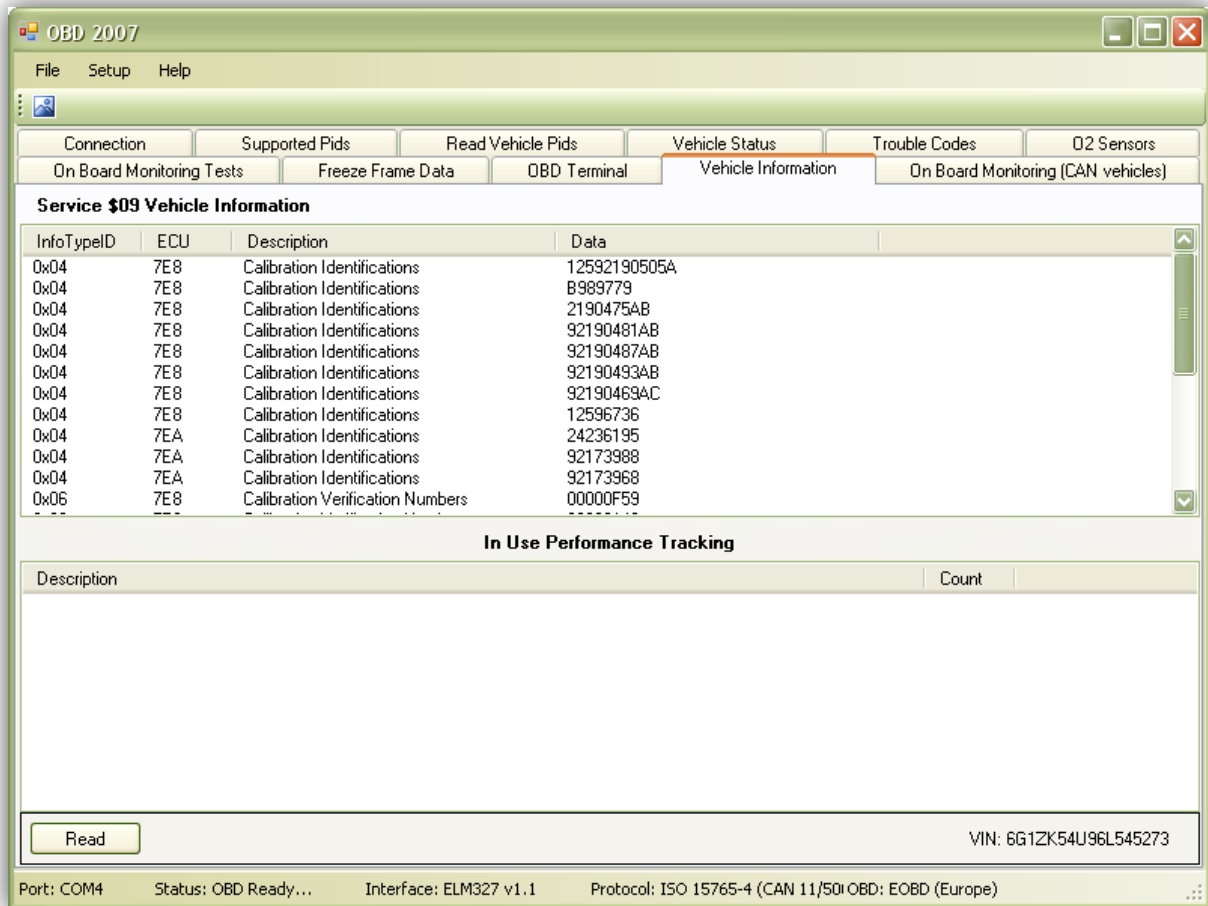 OBD 2007
File Setup Help
Connection Supported Pids Read Vehicle Pids Vehicle Status Trouble Codes O2 Sensors
On Board Monitoring Tests Freeze Frame Data OBD Terminal Vehicle Information On Board Monitoring (CAN vehicles)
Service $09 Vehicle Information
InfoTypeID ECU Description Data
0x04 7E8 Calibration Identifications 12592190505A
0x04 7E8 Calibration Identifications B989779
0x04 7E8 Calibration Identifications 2190475AB
0x04 7E8 Calibration Identifications 92190481AB
0x04 7E8 Calibration Identifications 92190487AB
0x04 7E8 Calibration Identifications 92190493AB
0x04 7E8 Calibration Identifications 92190469AC
0x04 7E8 Calibration Identifications 12596736
0x04 7EA Calibration Identifications 24236195
0x04 7EA Calibration Identifications 92173988
0x04 7EA Calibration Identifications 92173968
0x06 7E8 Calibration Verification Numbers 00000F59
In Use Performance Tracking
Description Count
Read VIN: 6G1ZK54U96L545273
Port: COM4 Status: OBD Ready... Interface: ELM327 v1.1 Protocol: ISO 15765-4 (CAN 11/50 OBD: EOBD (Europe)